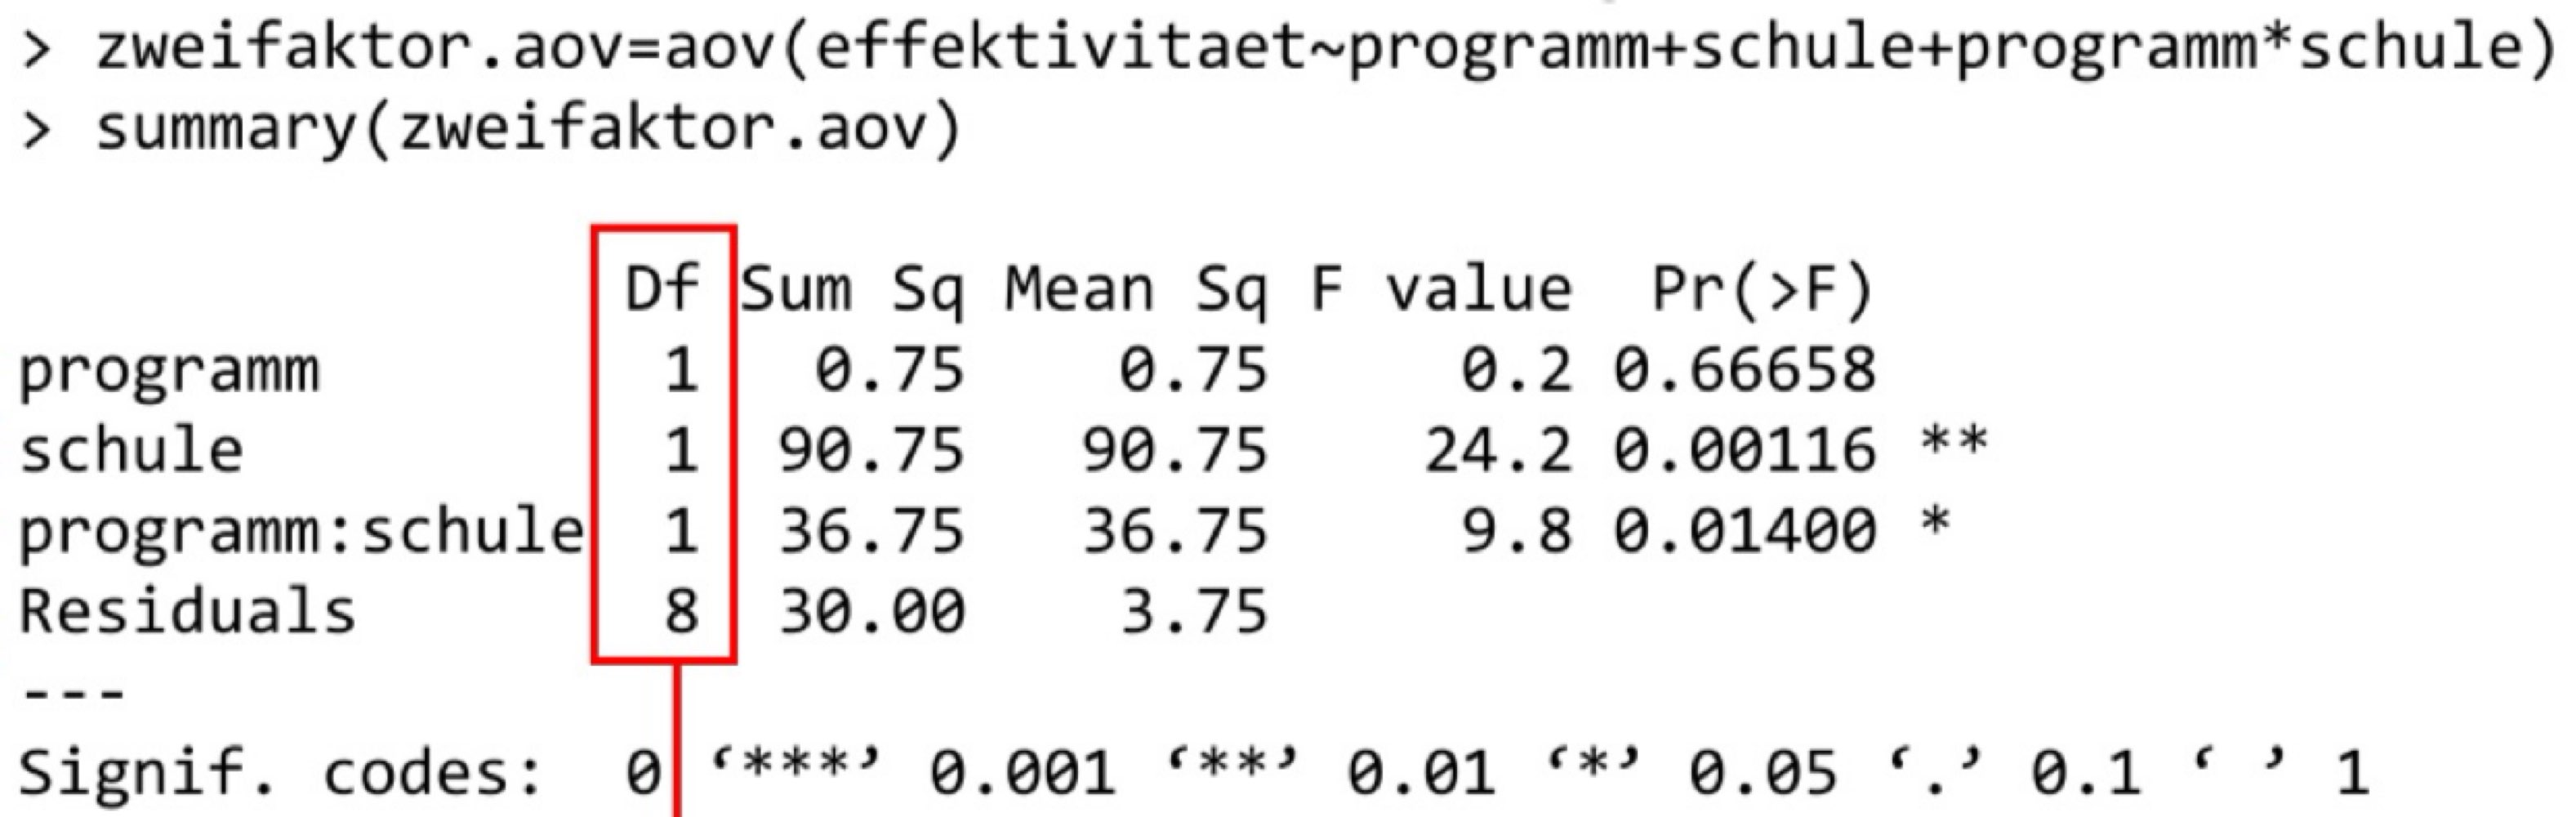 > zweifaktor.aov=aov(effektivitaet~programm+schule+programm*schule)
> summary(zweifaktor.aov)
Df Sum Sq Mean Sq F value Pr(>F)
programm 1 0.75 0.75 0.2 0.66658
schule 1 90.75 90.75 24.2 0.00116 **
programm:schule 1 36.75 36.75 9.8 0.01400 *
Residuals 8 30.00 3.75
---
Signif. codes: 0 ‘***’ 0.001 ‘**’ 0.01 ‘*’ 0.05 ‘.’ 0.1 ‘ ’ 1